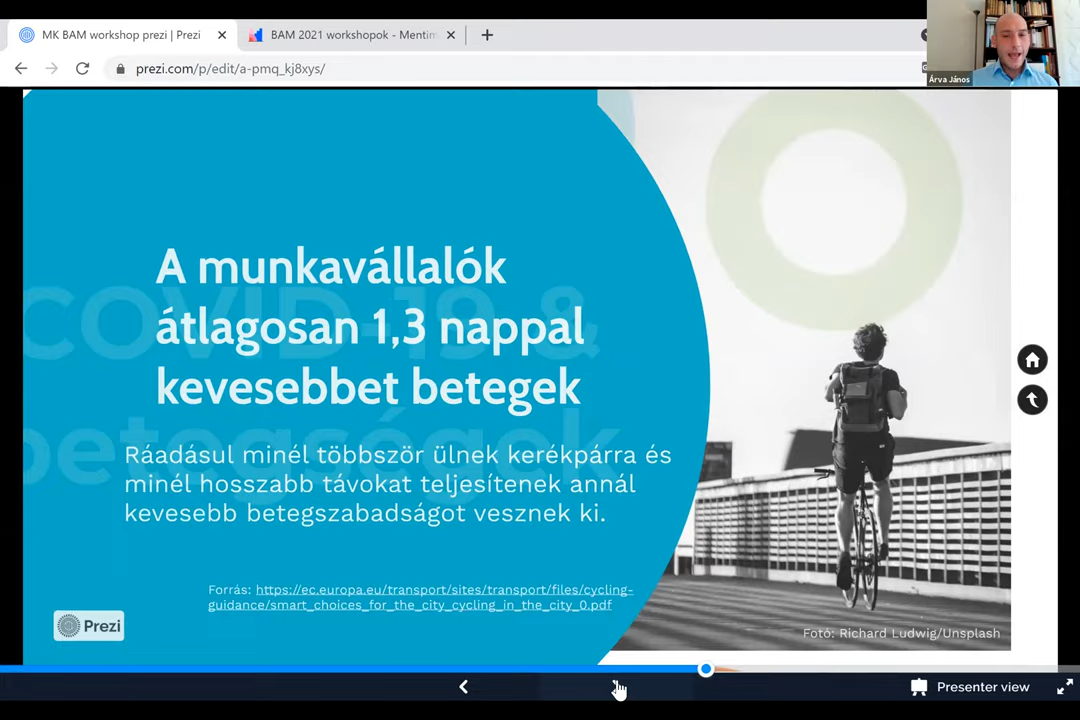 MK BAM workshop prezi | Prezi
BAM 2021 workshopok - Mentim
prezi.com/p/edit/a-pmq_kj8xys/
Árva János
COVID-19 &
betegségek
A munkavállalók
átlagosan 1,3 nappal
kevesebbet betegek
Ráadásul minél többször ülnek kerékpárra és
minél hosszabb távokat teljesítenek annál
kevesebb betegszabadságot vesznek ki.
Forrás: https://ec.europa.eu/transport/sites/transport/files/cycling-
guidance/smart_choices_for_the_city_cycling_in_the_city_0.pdf
Prezi
Fotó: Richard Ludwig/Unsplash
Presenter view